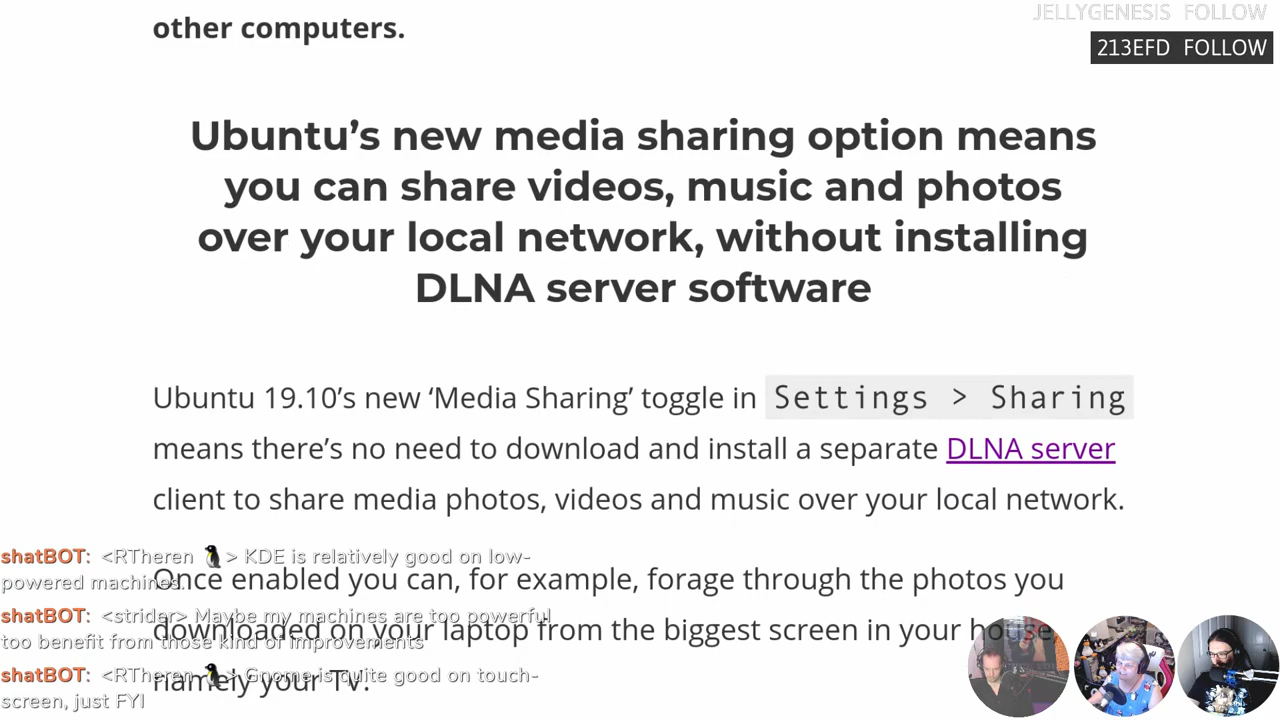 JELLYGENESIS FOLLOW
213EFD FOLLOW
other computers.
Ubuntu’s new media sharing option means
you can share videos, music and photos
over your local network, without installing
DLNA server software
Ubuntu 19.10’s new ‘Media Sharing’ toggle in Settings > Sharing
means there’s no need to download and install a separate DLNA server
client to share media photos, videos and music over your local network.
Once enabled you can, for example, forage through the photos you
downloaded on your laptop from the biggest screen in your house,
namely your TV.
shatBOT: <RTheren 🐧 > KDE is relatively good on low-
powered machines.
shatBOT: <strider> Maybe my machines are too powerful
too benefit from those kind of improvements
shatBOT: <RTheren 🐧 > Gnome is quite good on touch-
screen, just FYI